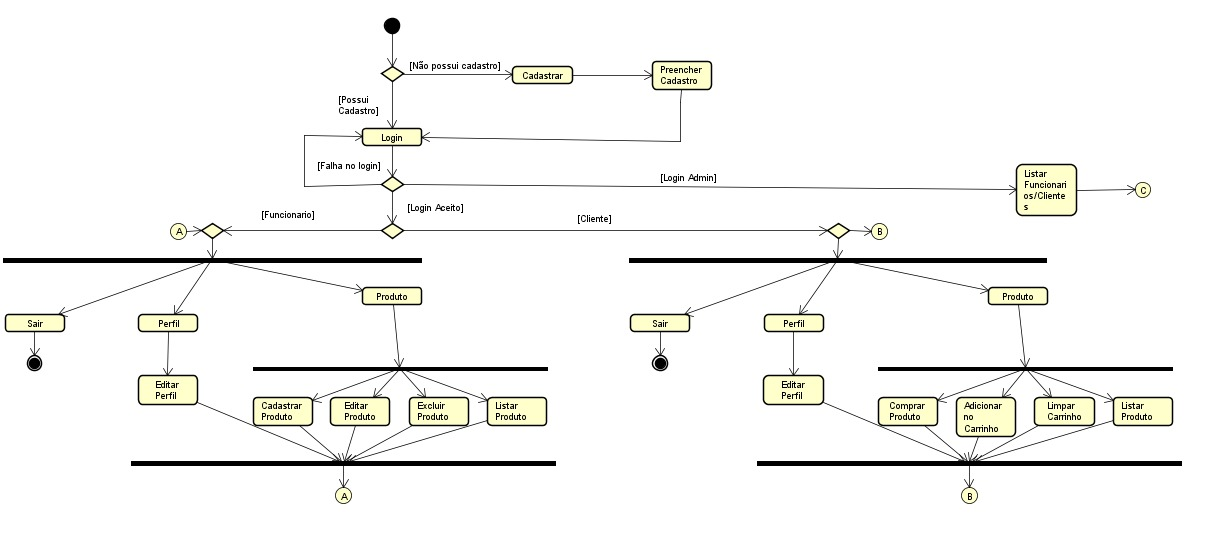 [Não possui cadastro]
Cadastrar
Preencher
Cadastro
[Possui
Cadastro]
Login
[Falha no login]
[Login Admin]
Listar
Funcionari
os/Cliente
s
C
[Login Aceito]
[Funcionario]
[Cliente]
A
B
Produto
Produto
Sair
Perfil
Sair
Perfil
Editar
Perfil
Editar
Perfil
Cadastrar
Produto
Editar
Produto
Excluir
Produto
Listar
Produto
Comprar
Produto
Adicionar
no
Carrinho
Limpar
Carrinho
Listar
Produto
A
B